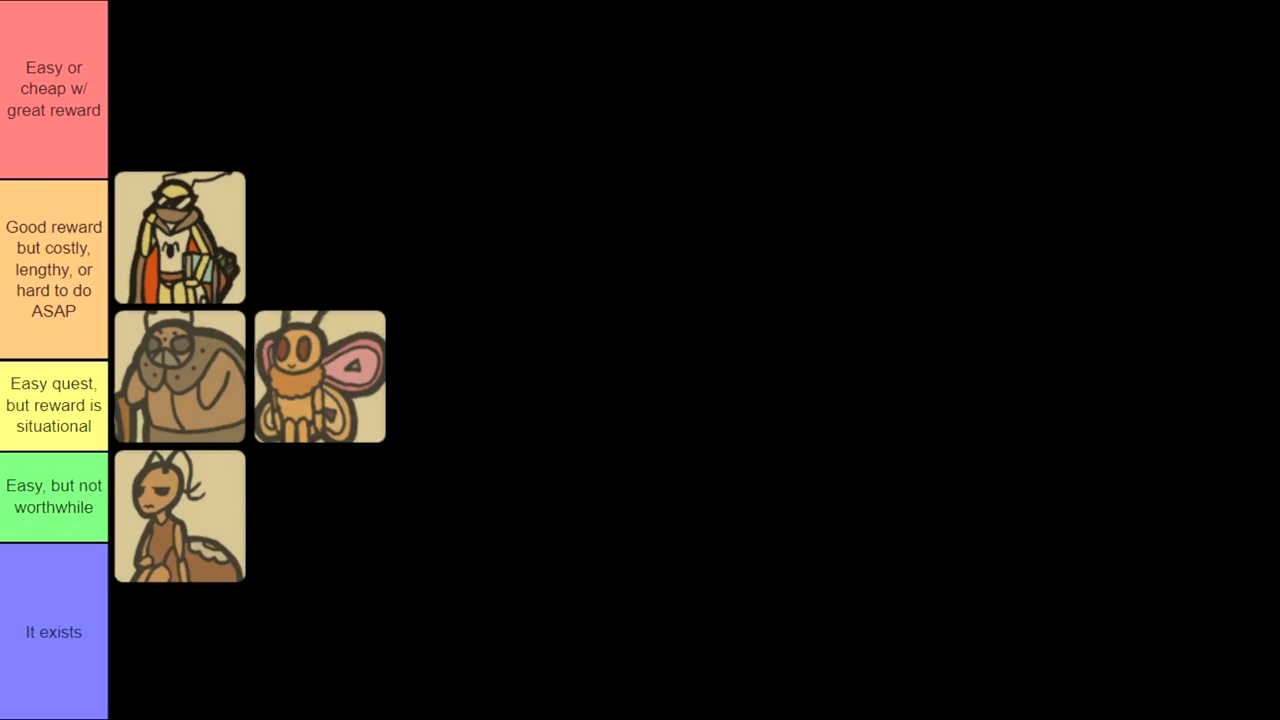 Easy or
cheap w/
great reward
Good reward
but costly,
lengthy, or
hard to do
ASAP
Easy quest,
but reward is
situational
Easy, but not
worthwhile
It exists